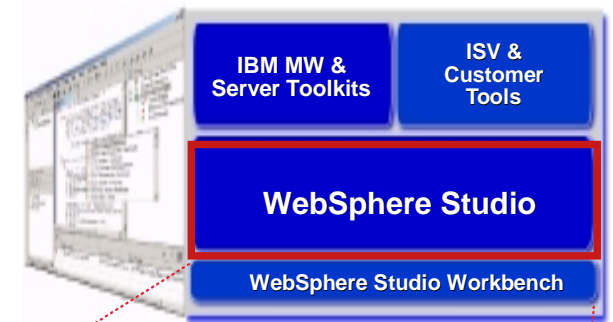 IBM MW &
Server Toolkits
ISV &
Customer
Tools
WebSphere Studio
WebSphere Studio Workbench